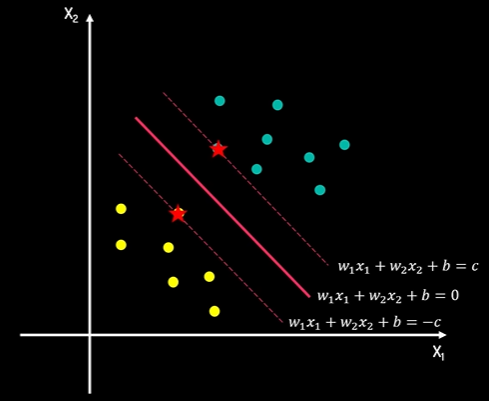 X₂
w₁x₁ + w₂x₂ + b = c
w₁x₁ + w₂x₂ + b = 0
w₁x₁ + w₂x₂ + b = −c
X₁